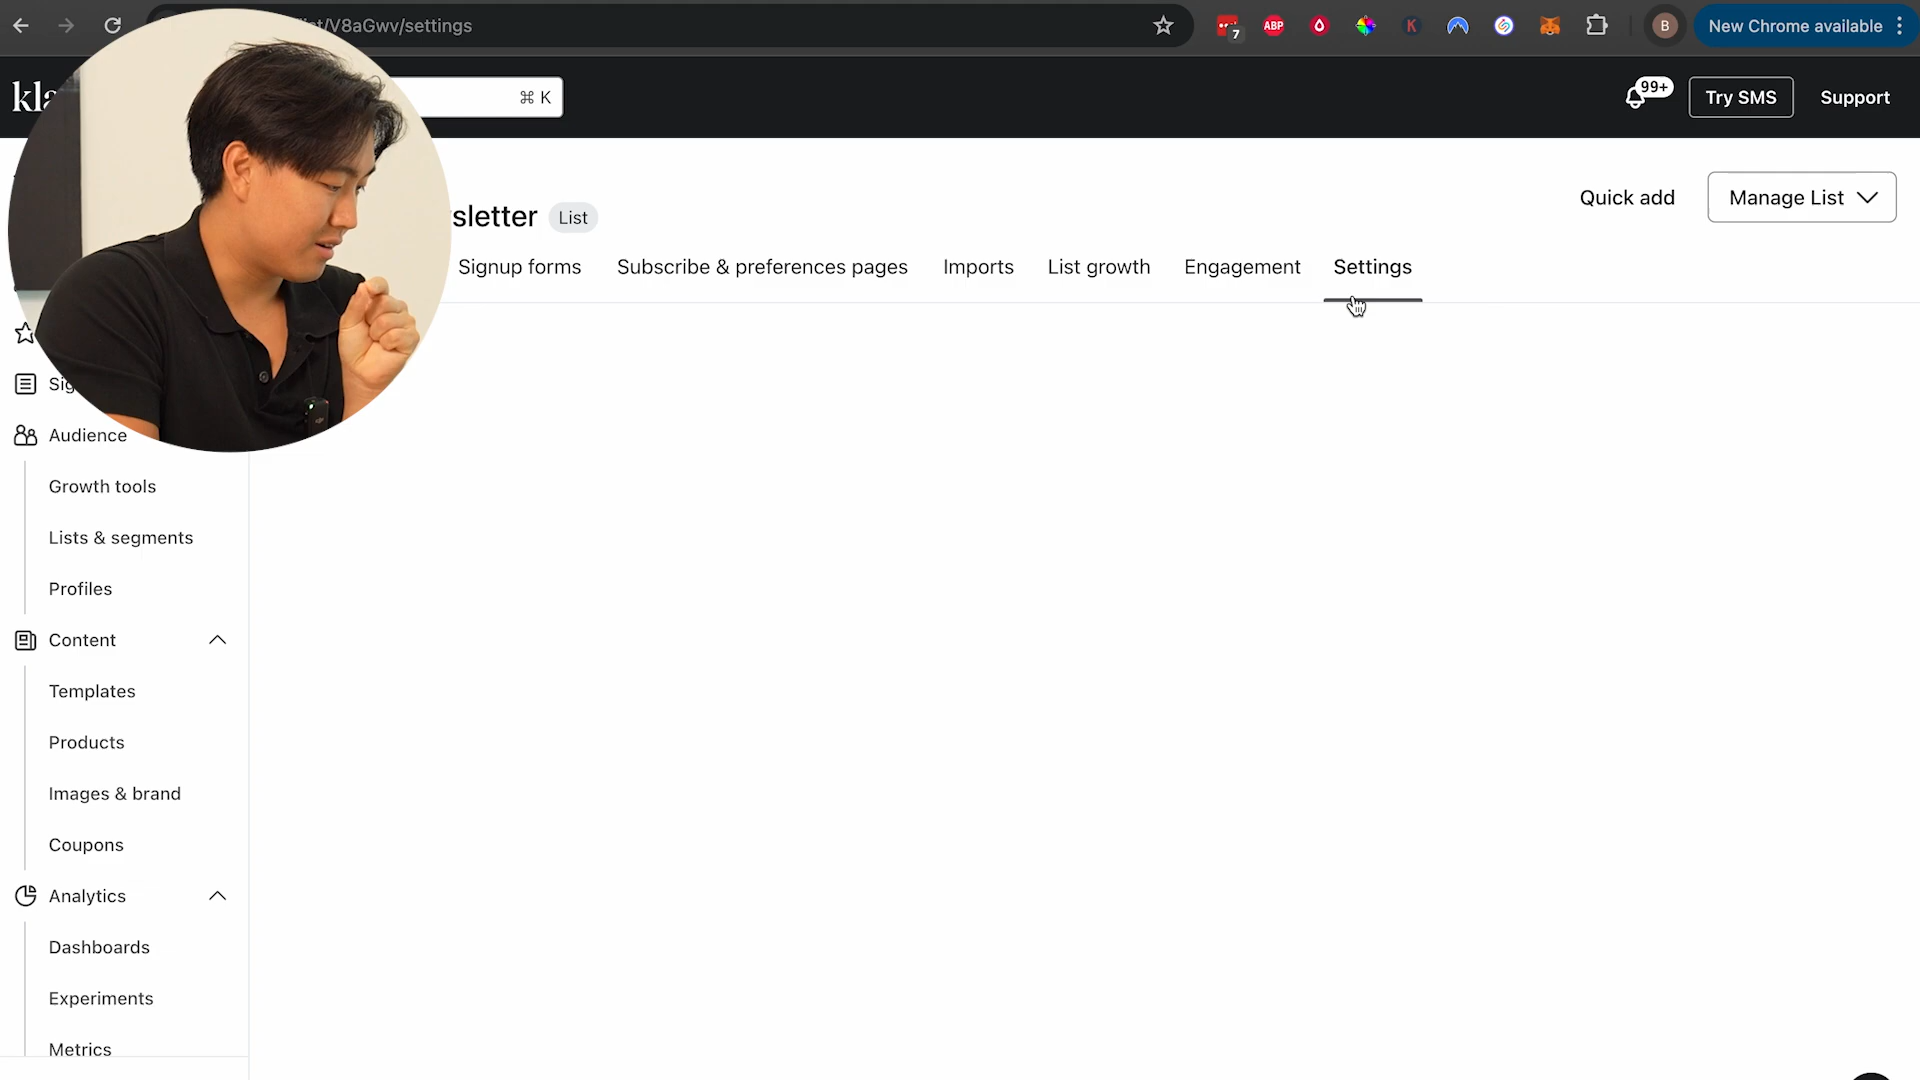 /V8aGwv/settings
7
ABP
K
B
New Chrome available
kla
⌘ K
99+
Try SMS
Support
sletter
List
Quick add
Manage List
Signup forms
Subscribe & preferences pages
Imports
List growth
Engagement
Settings
Sig
Audience
Growth tools
Lists & segments
Profiles
Content
Templates
Products
Images & brand
Coupons
Analytics
Dashboards
Experiments
Metrics